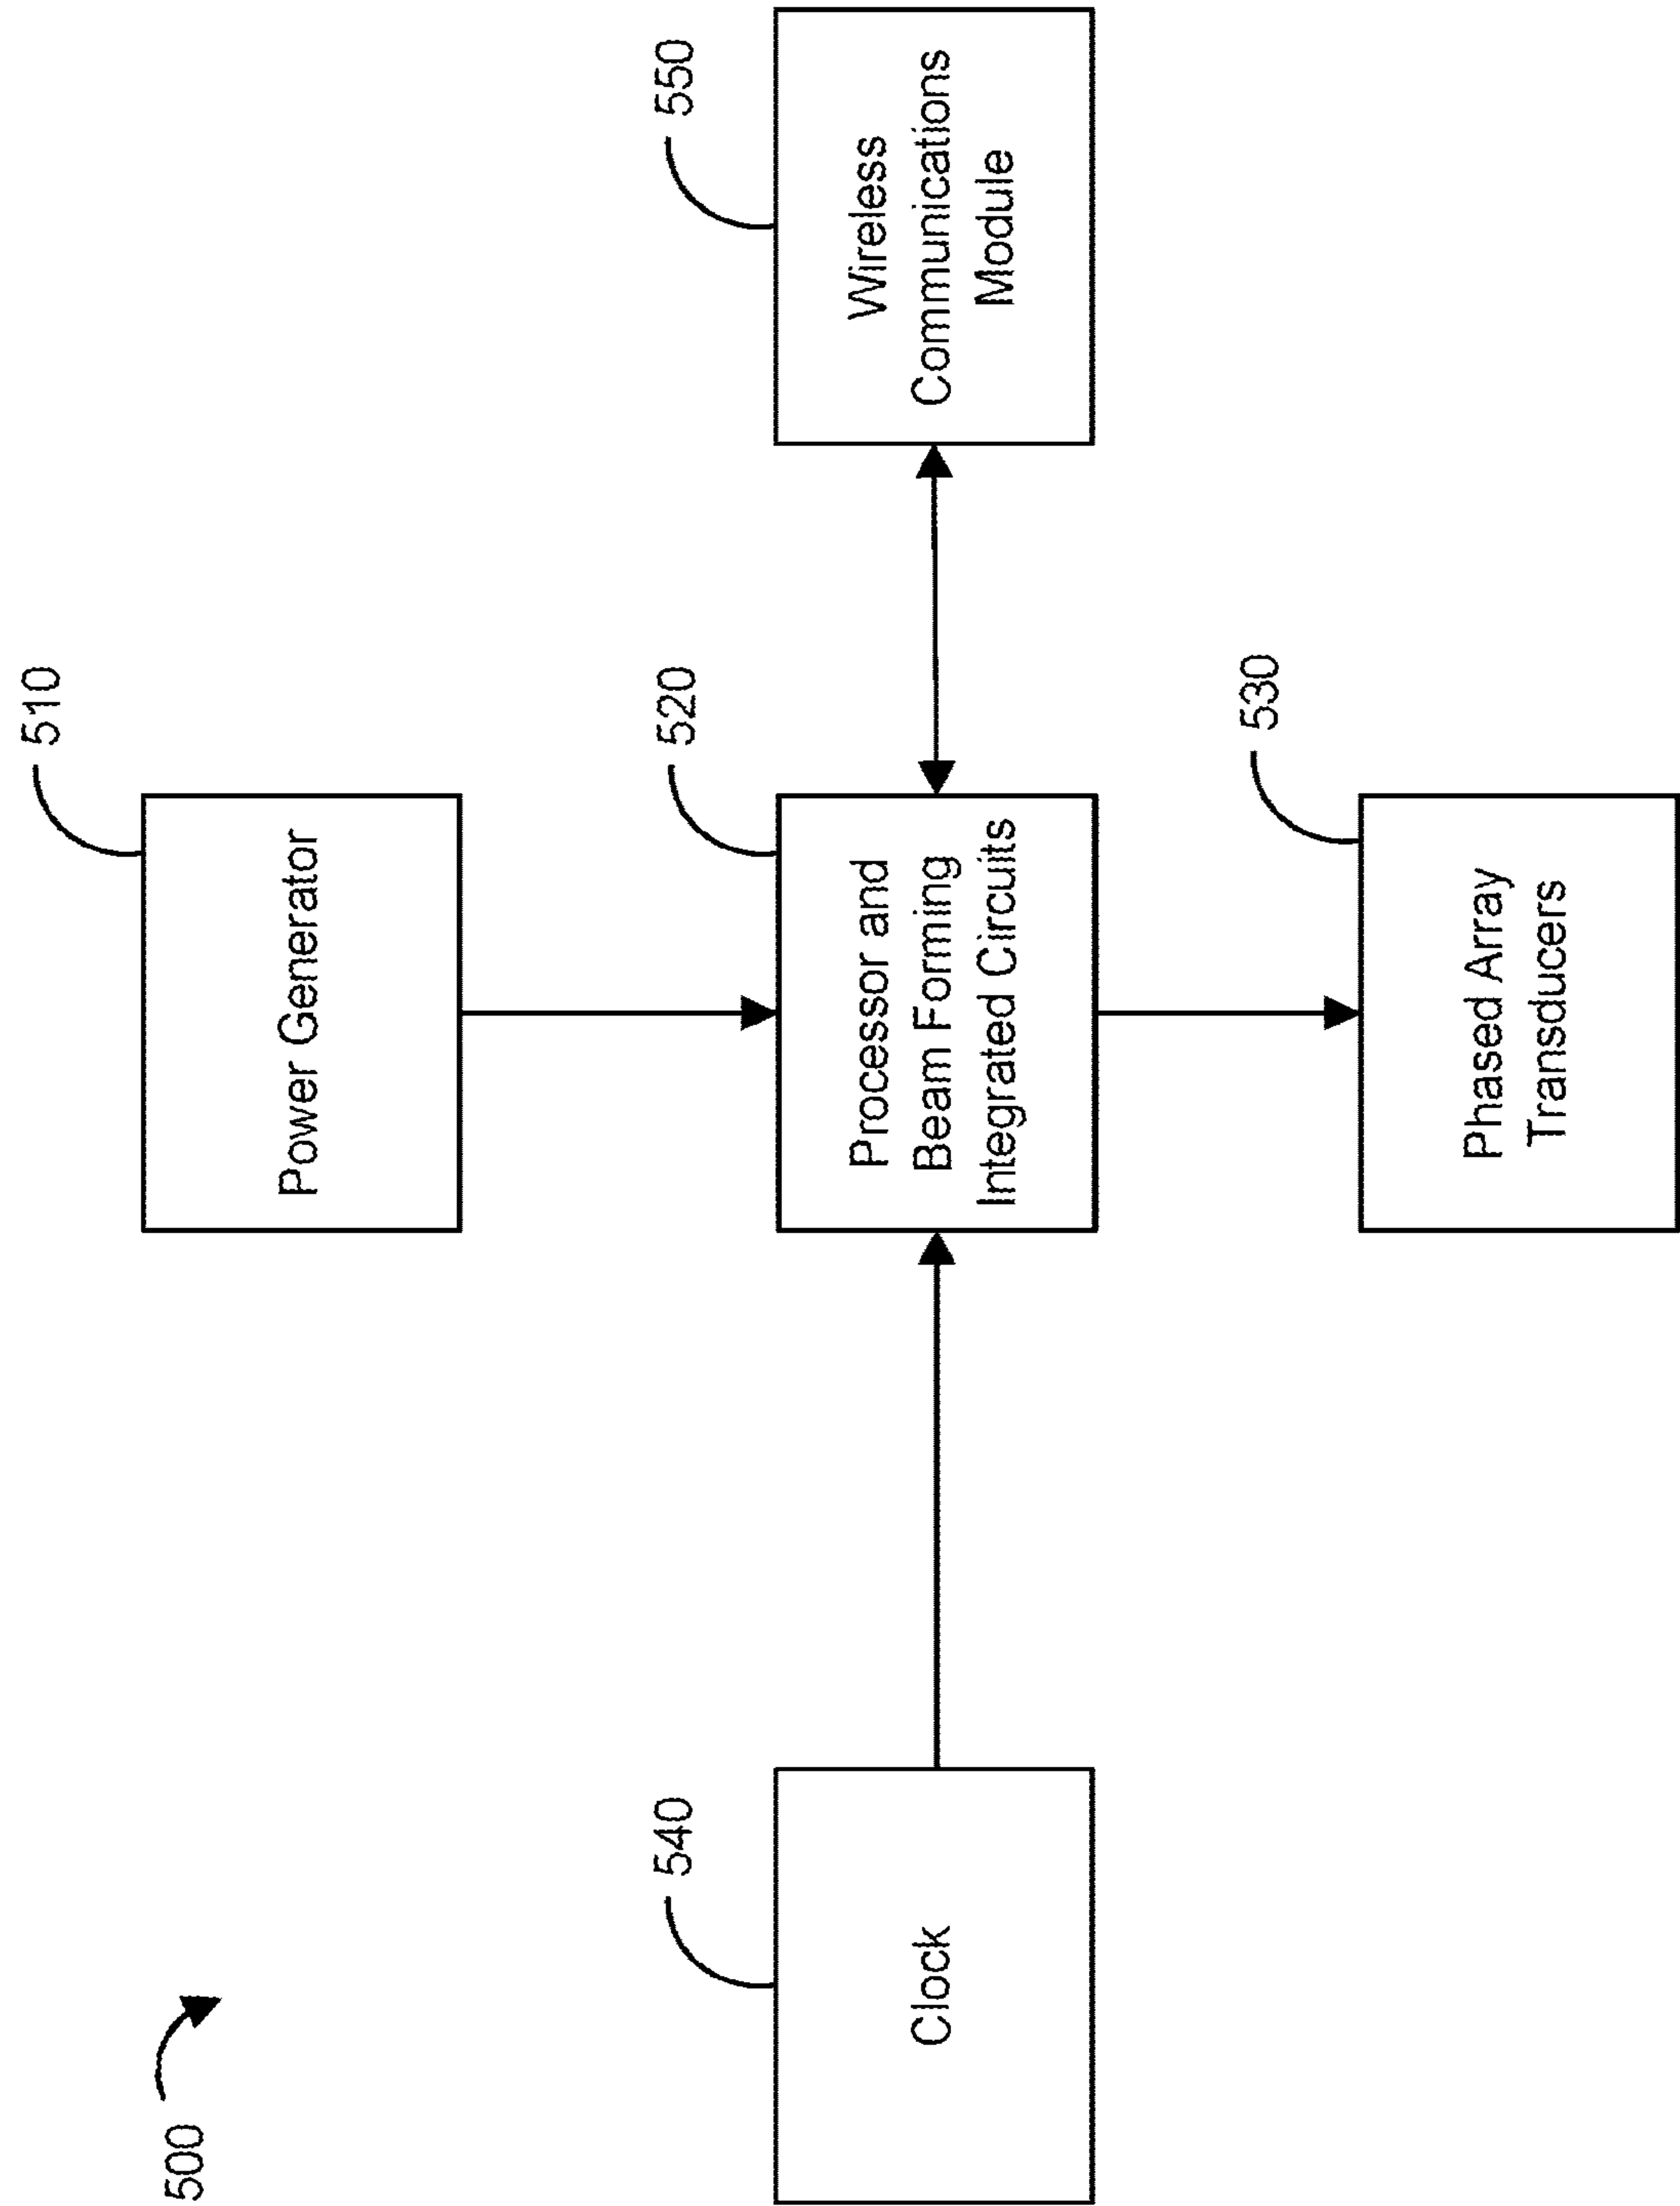 500
510
Power Generator
540
Clock
520
Processor and
Beam Forming
Integrated Circuits
550
Wireless
Communications
Module
530
Phased Array
Transducers